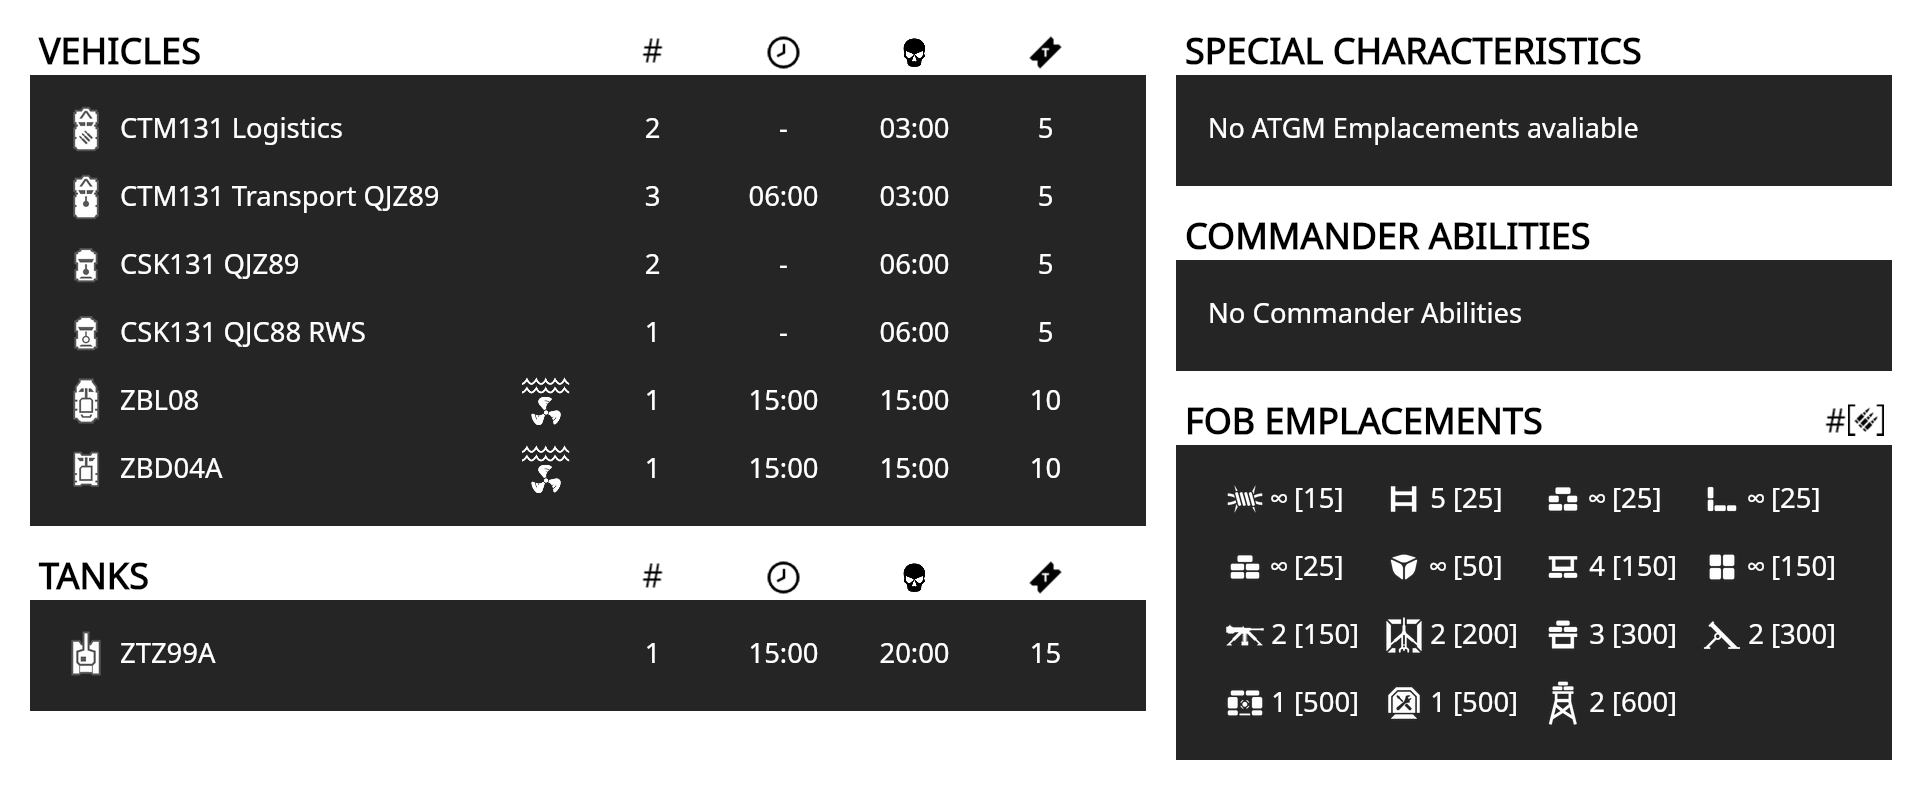 VEHICLES #
CTM131 Logistics 2 - 03:00 5
CTM131 Transport QJZ89 3 06:00 03:00 5
CSK131 QJZ89 2 - 06:00 5
CSK131 QJC88 RWS 1 - 06:00 5
ZBL08 1 15:00 15:00 10
ZBD04A 1 15:00 15:00 10
TANKS #
ZTZ99A 1 15:00 20:00 15
SPECIAL CHARACTERISTICS
No ATGM Emplacements avaliable
COMMANDER ABILITIES
No Commander Abilities
FOB EMPLACEMENTS #[]
∞ [15] 5 [25] ∞ [25] ∞ [25]
∞ [25] ∞ [50] 4 [150] ∞ [150]
2 [150] 2 [200] 3 [300] 2 [300]
1 [500] 1 [500] 2 [600]